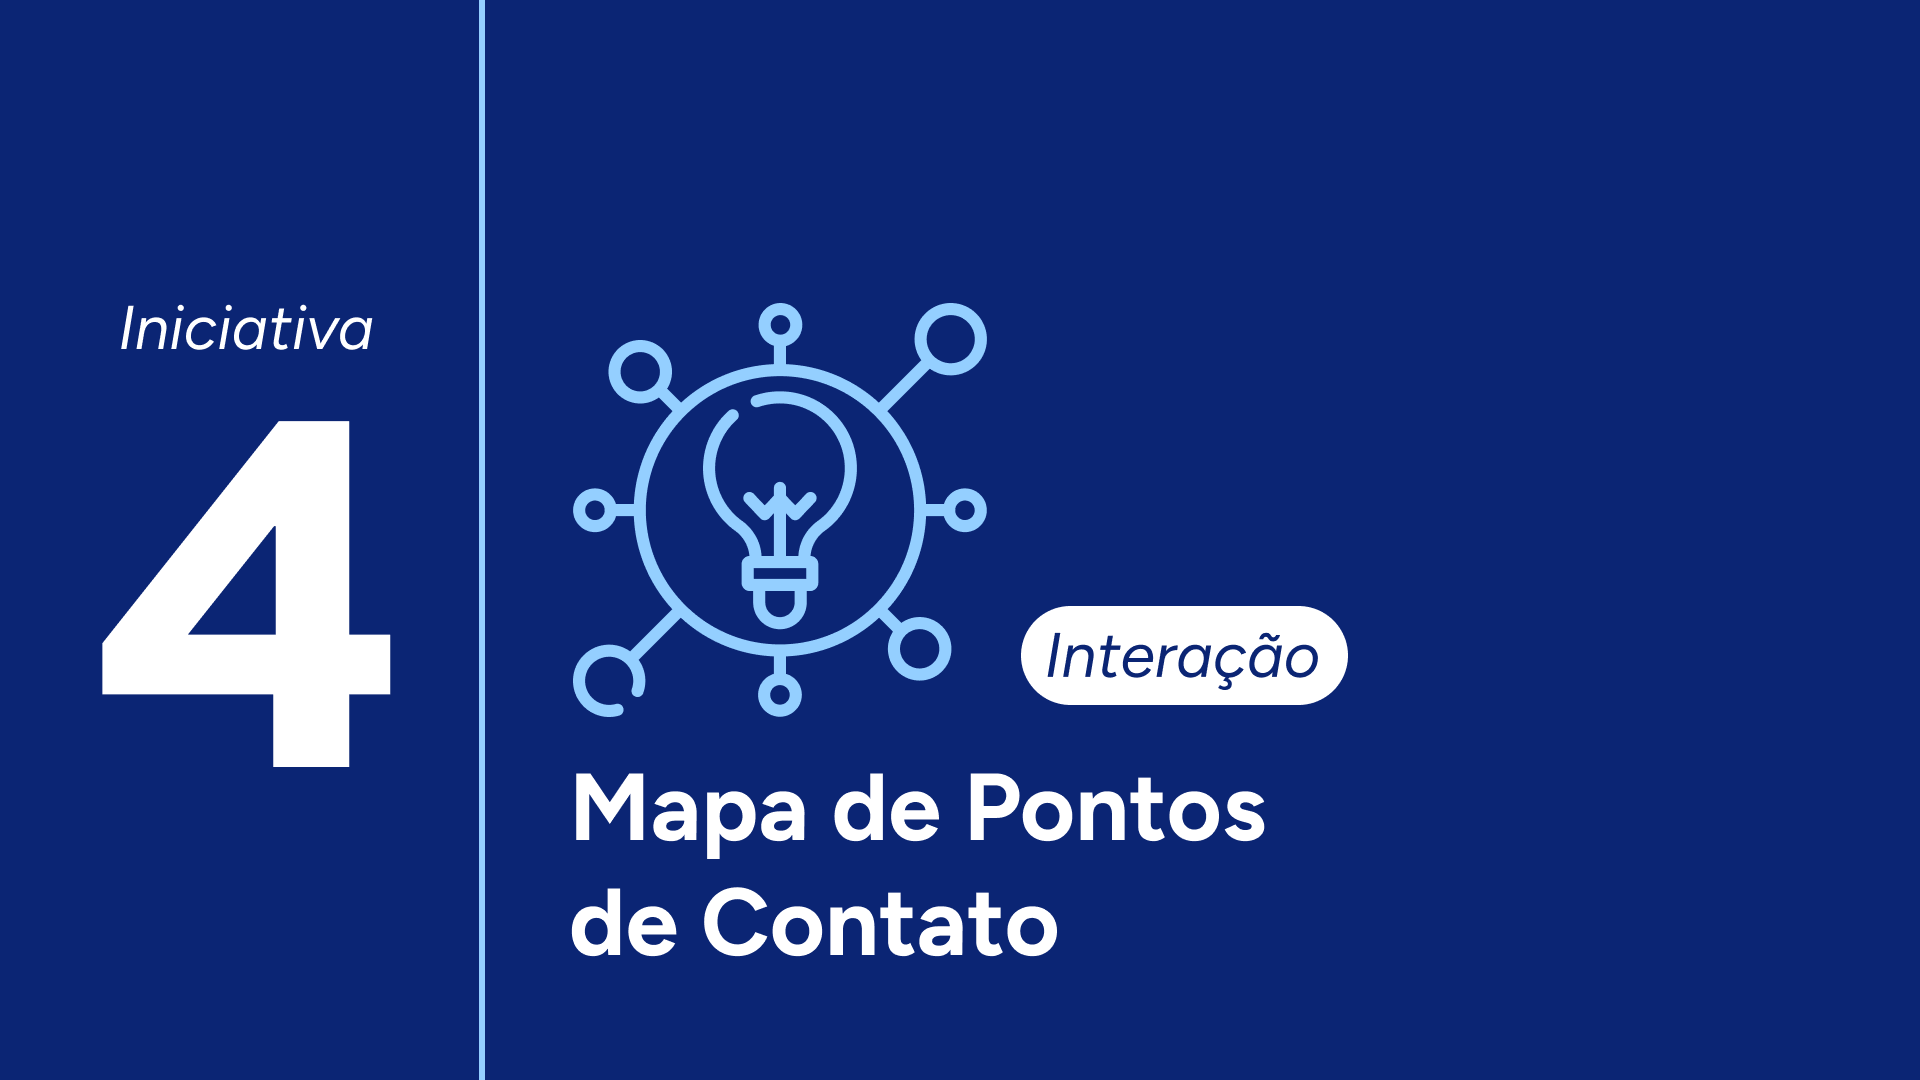 Iniciativa
4
Interação
Mapa de Pontos
de Contato